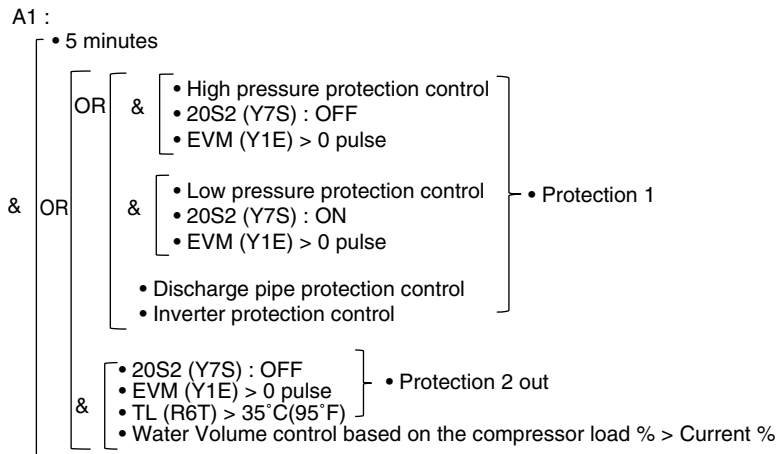 A1 :
• 5 minutes
• High pressure protection control
OR & • 20S2 (Y7S) : OFF
• EVM (Y1E) > 0 pulse
• Low pressure protection control
• Protection 1
& OR & • 20S2 (Y7S) : ON
• EVM (Y1E) > 0 pulse
• Discharge pipe protection control
• Inverter protection control
• 20S2 (Y7S) : OFF
• EVM (Y1E) > 0 pulse • Protection 2 out
& • TL (R6T) > 35˚C(95˚F)
• Water Volume control based on the compressor load % > Current %